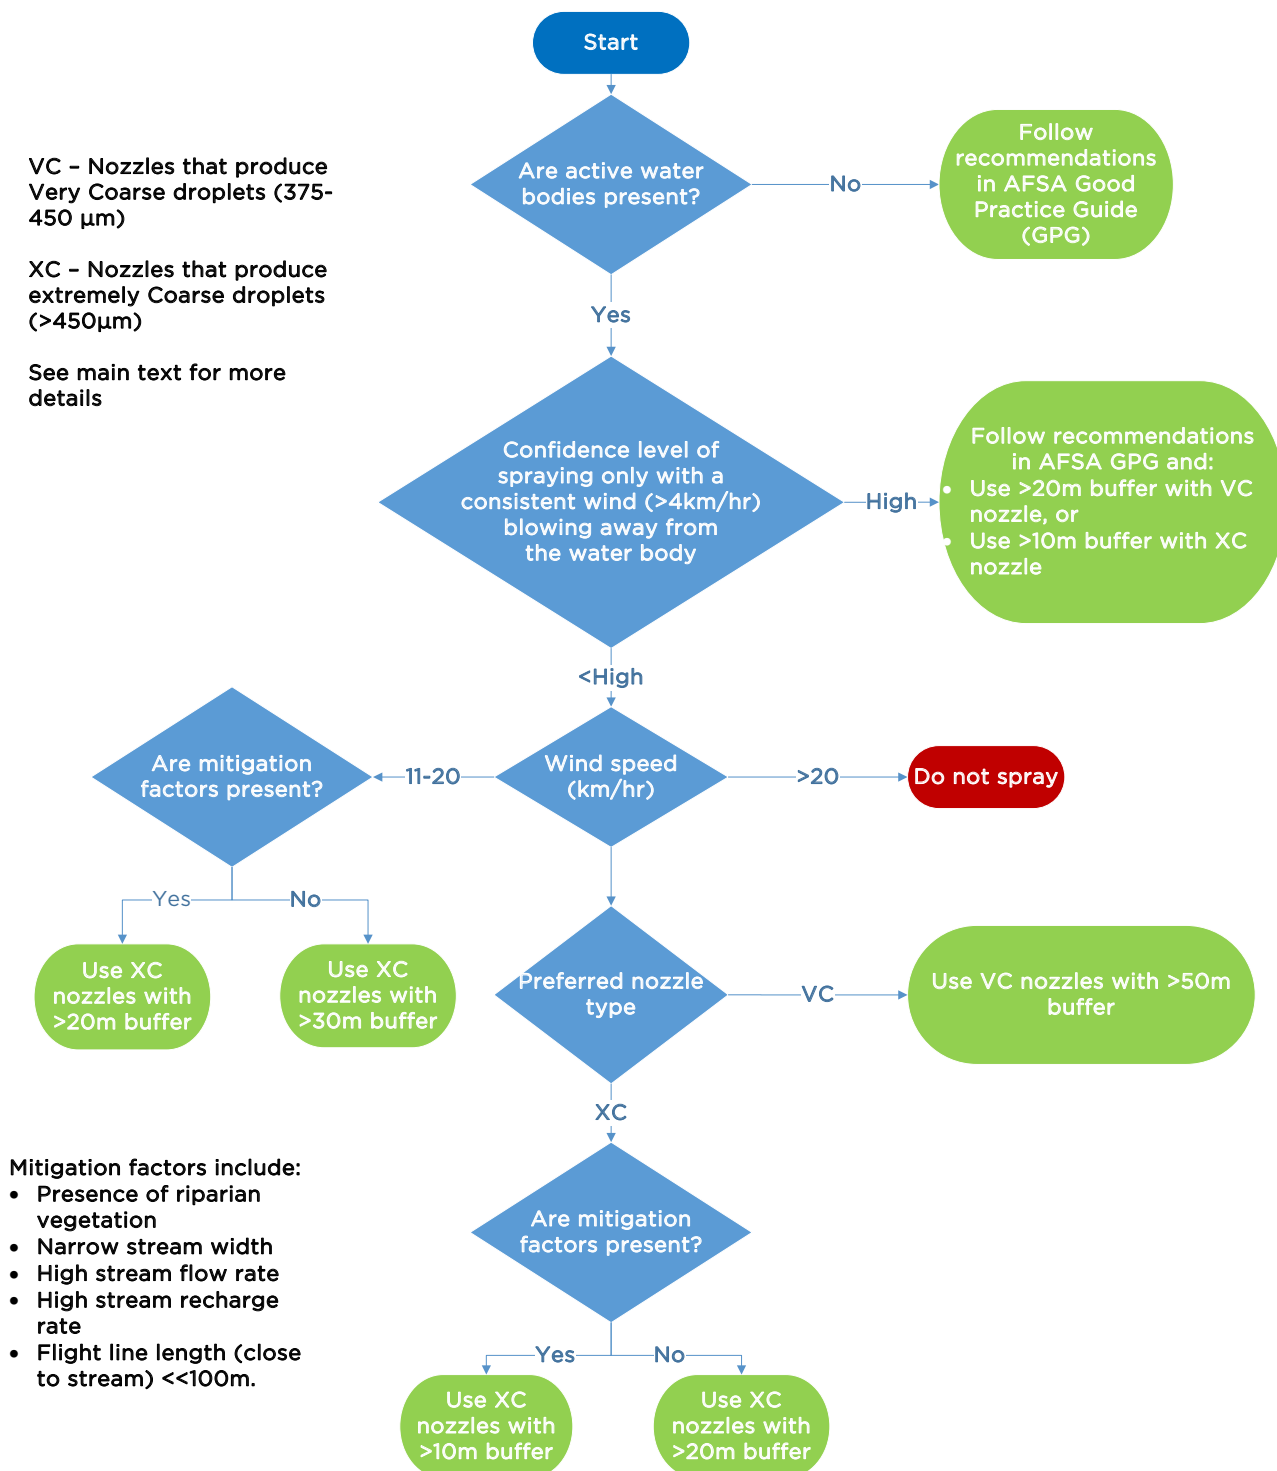 Start
Are active water
bodies present?
No
Follow
recommendations
in AFSA Good
Practice Guide
(GPG)
VC – Nozzles that produce
Very Coarse droplets (375-
450 µm)
XC – Nozzles that produce
extremely Coarse droplets
(>450µm)
See main text for more
details
Yes
Confidence level of
spraying only with a
consistent wind (>4km/hr)
blowing away from
the water body
High
Follow recommendations
in AFSA GPG and:
• Use >20m buffer with VC
nozzle, or
• Use >10m buffer with XC
nozzle
<High
Are mitigation
factors present?
11-20
Wind speed
(km/hr)
>20
Do not spray
Yes
No
Use XC
nozzles with
>20m buffer
Use XC
nozzles with
>30m buffer
Preferred nozzle
type
VC
Use VC nozzles with >50m
buffer
XC
Mitigation factors include:
• Presence of riparian
vegetation
• Narrow stream width
• High stream flow rate
• High stream recharge
rate
• Flight line length (close
to stream) <<100m.
Are mitigation
factors present?
Yes
No
Use XC
nozzles with
>10m buffer
Use XC
nozzles with
>20m buffer